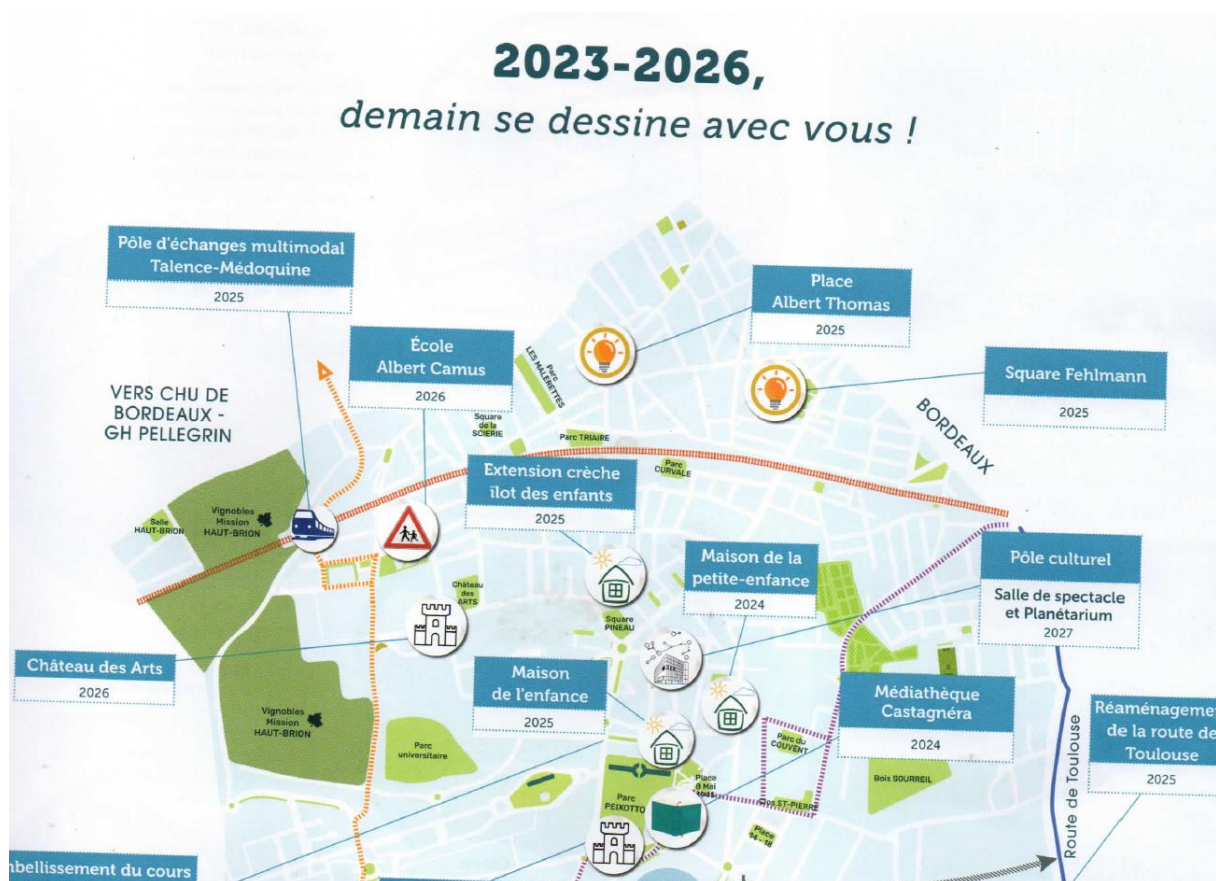 2023-2026,
demain se dessine avec vous !
Pôle d'échanges multimodal
Talence-Médoquine
2025
Place
Albert Thomas
2025
École
Albert Camus
2026
Parc
LES MALERETTES
Square Fehlmann
2025
VERS CHU DE
BORDEAUX -
GH PELLEGRIN
BORDEAUX
Square
de la
SCIERIE
Parc TRIAIRE
Parc
CURVALE
Extension crèche
îlot des enfants
2025
Salle
HAUT-BRION
Vignobles
Mission
HAUT-BRION
Maison de la
petite-enfance
2024
Pôle culturel
Salle de spectacle
et Planétarium
2027
Château
des
ARTS
Square
PINEAU
Château des Arts
2026
Maison
de l'enfance
2025
Médiathèque
Castagnéra
2024
Réaménagemen
de la route de
Toulouse
2025
Vignobles
Mission
HAUT-BRION
Parc
universitaire
Parc du
COUVENT
Bois SOURREIL
Place
8 Mai
1945
Parc
PEIXOTTO
Clos ST-PIERRE
Place
14-18
Route de Toulouse
mbellissement du cours